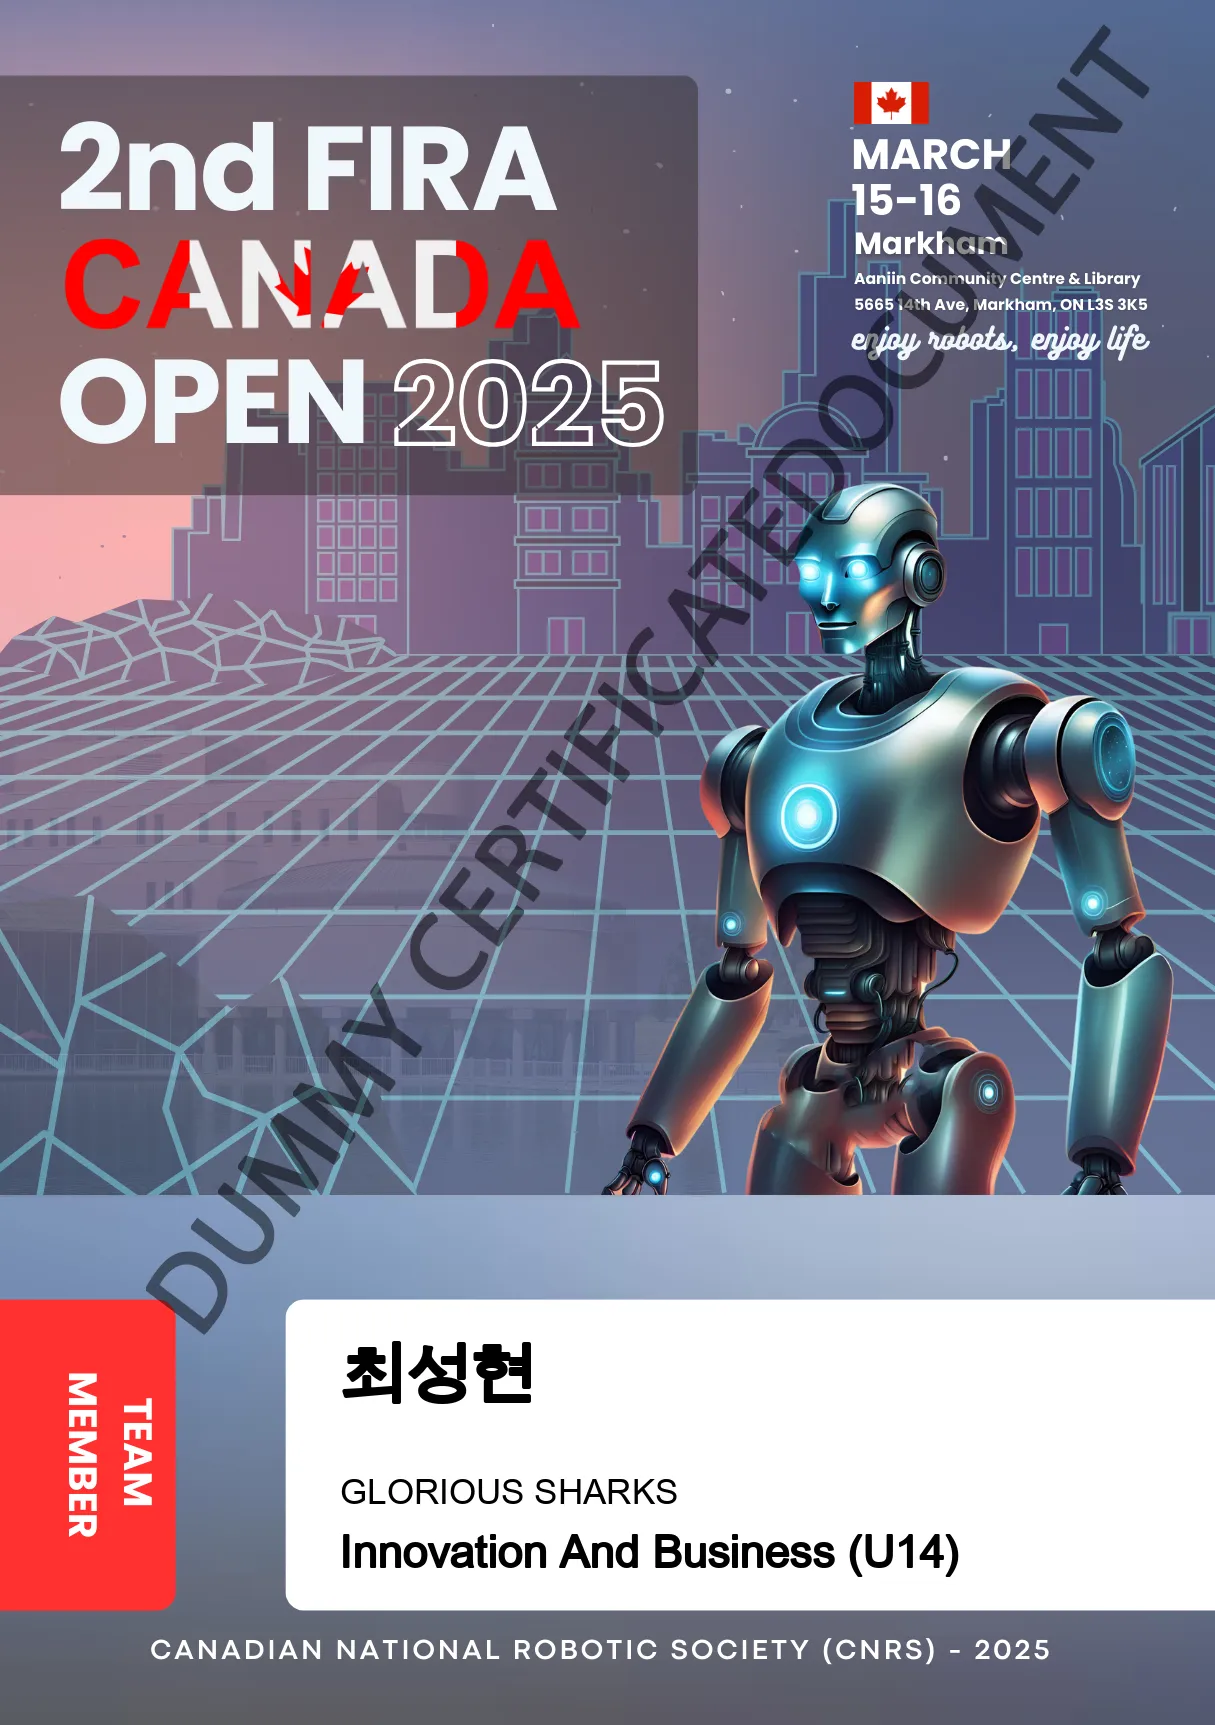 2nd FIRA
CANADA
OPEN 2025
MARCH
15-16
Markham
Aaniin Community Centre & Library
5665 14th Ave, Markham, ON L3S 3K5
enjoy robots, enjoy life
DUMMY CERTIFICATEDOCUMENT
TEAM
MEMBER
최성현
GLORIOUS SHARKS
Innovation And Business (U14)
CANADIAN NATIONAL ROBOTIC SOCIETY (CNRS) - 2025